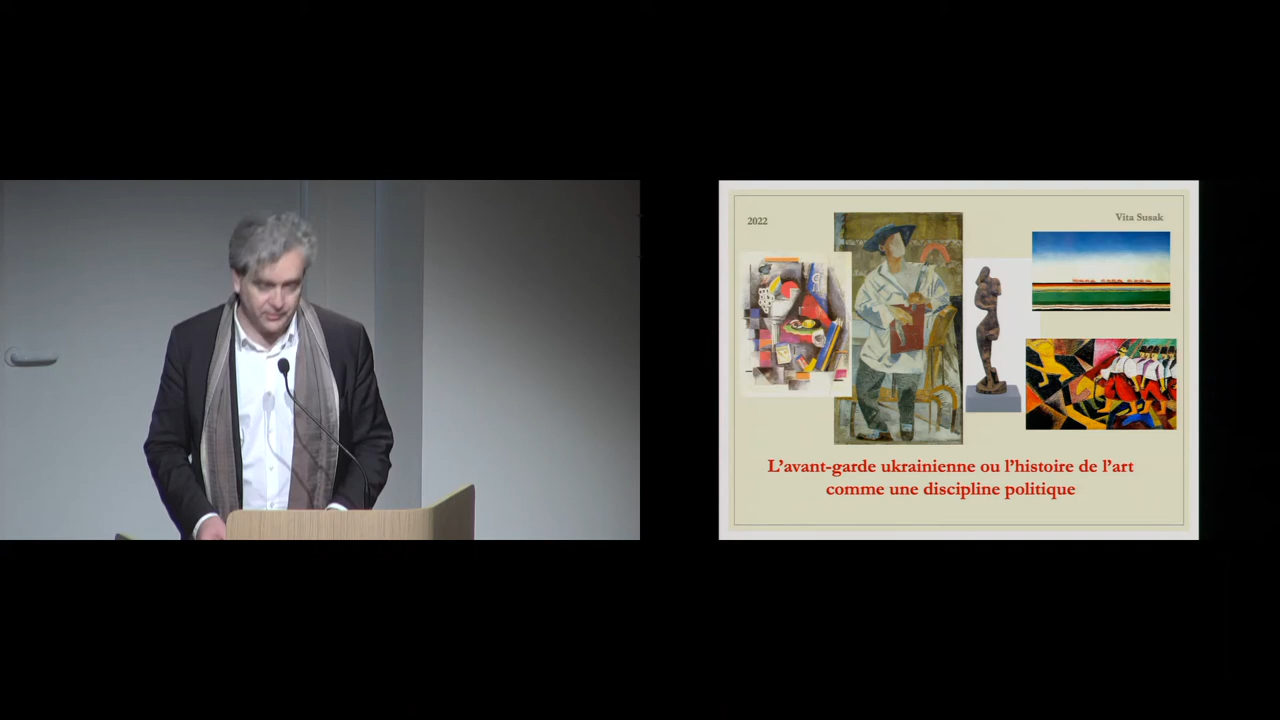 2022
Vita Susak
L'avant-garde ukrainienne ou l'histoire de l'art
comme une discipline politique